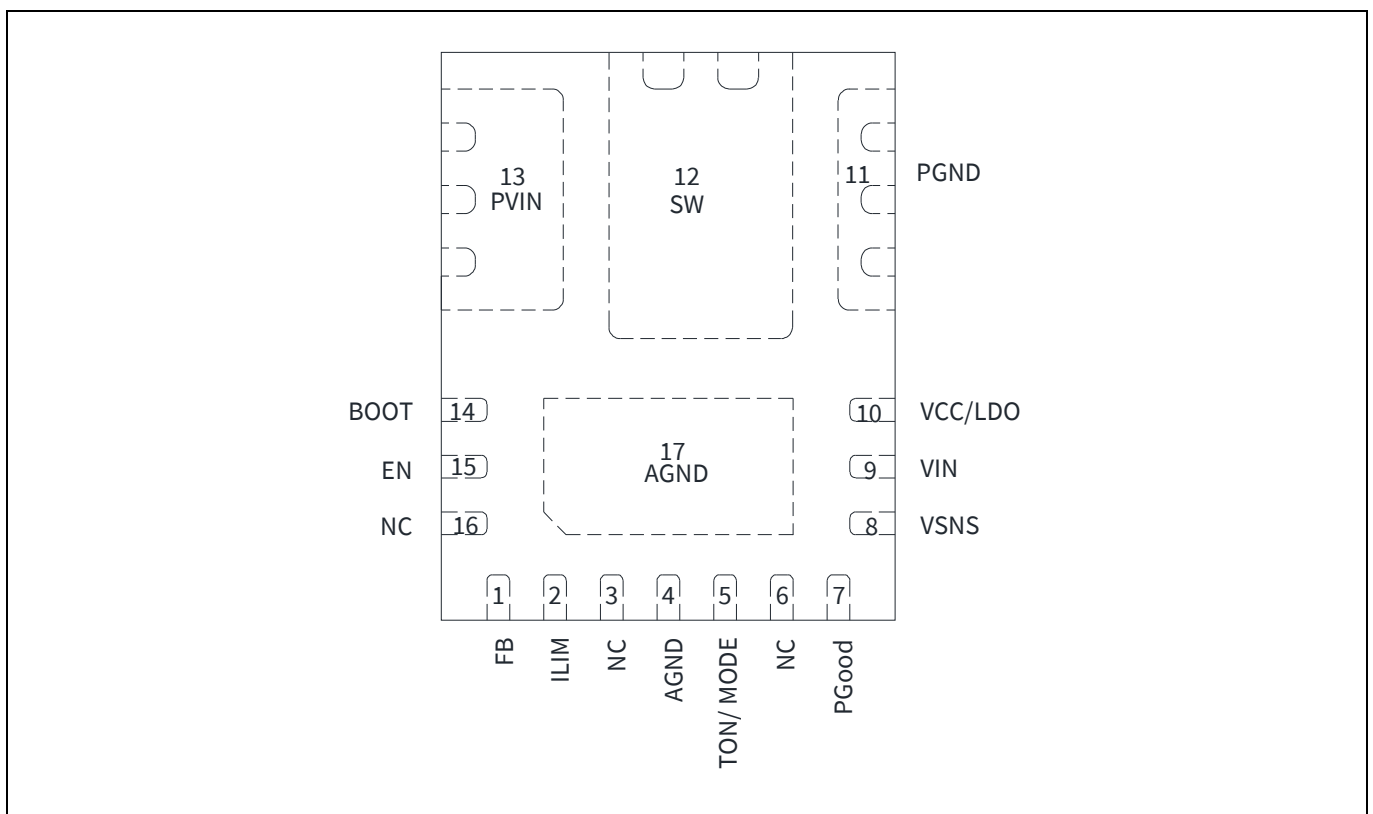 13
PVIN
12
SW
11
PGND
BOOT
14
10
VCC/LDO
EN
15
17
AGND
9
VIN
NC
16
8
VSNS
1
2
3
4
5
6
7
FB
ILIM
NC
AGND
TON/ MODE
NC
PGood